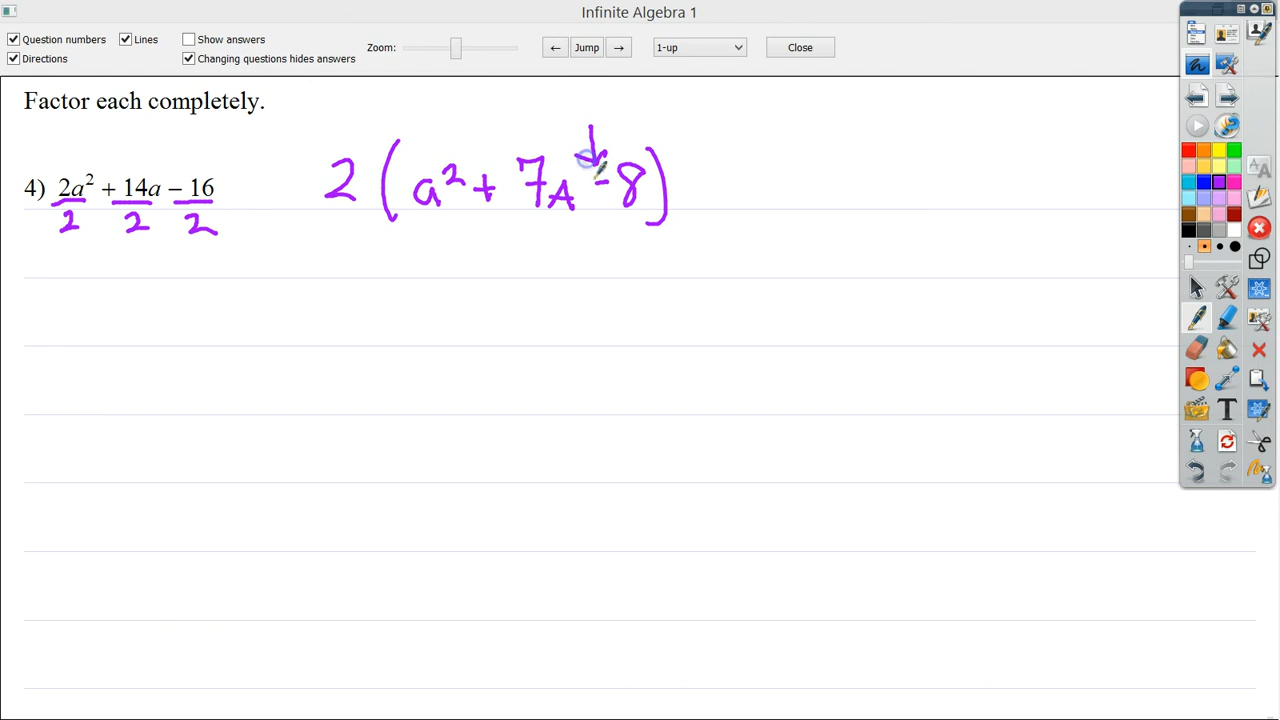 Infinite Algebra 1
Question numbers Lines Show answers Zoom: ← Jump → 1-up Close
Directions Changing questions hides answers
Factor each completely.
4) 2a² + 14a − 16 2 (a² + 7A - 8)
2 2 2
A
T